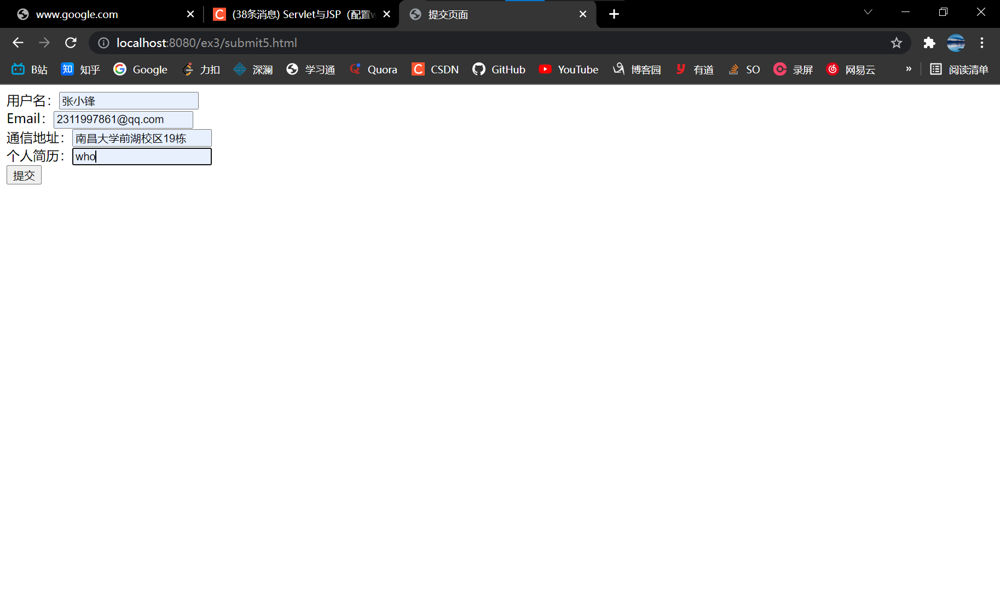 www.google.com
(38条消息) Servlet与JSP（配置w
提交页面
localhost:8080/ex3/submit5.html
B站 知乎 Google 力扣 深澜 学习通 Quora CSDN GitHub YouTube 博客园 有道 SO 录屏 网易云 » 阅读清单
用户名：张小锋
Email：2311997861@qq.com
通信地址：南昌大学前湖校区19栋
个人简历：who
提交